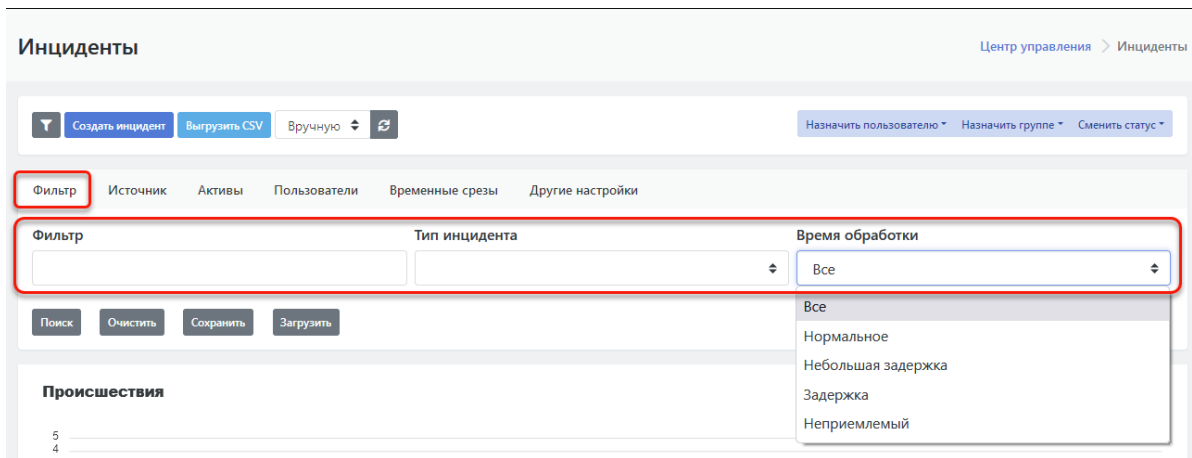 Инциденты
Центр управления > Инциденты
Создать инцидент Выгрузить CSV Вручную Назначить пользователю Назначить группе Сменить статус
Фильтр Источник Активы Пользователи Временные срезы Другие настройки
Фильтр Тип инцидента Время обработки
Все
Поиск Очистить Сохранить Загрузить
Все
Нормальное
Небольшая задержка
Задержка
Неприемлемый
Происшествия
5
4